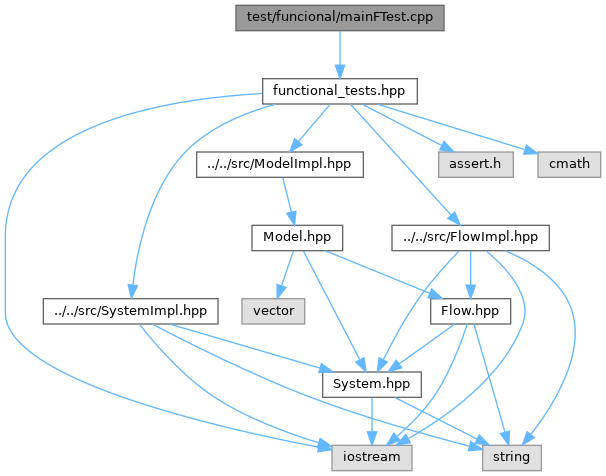 test/funcional/mainFTest.cpp
functional_tests.hpp
../../src/ModelImpl.hpp
assert.h
cmath
Model.hpp
../../src/FlowImpl.hpp
../../src/SystemImpl.hpp
vector
Flow.hpp
System.hpp
iostream
string